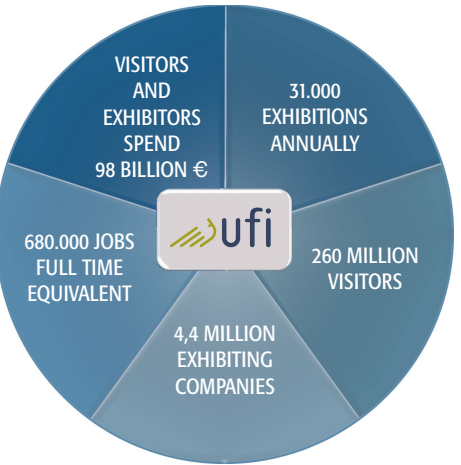 VISITORS
AND
EXHIBITORS
SPEND
98 BILLION €
31.000
EXHIBITIONS
ANNUALLY
ufi
680.000 JOBS
FULL TIME
EQUIVALENT
260 MILLION
VISITORS
4,4 MILLION
EXHIBITING
COMPANIES